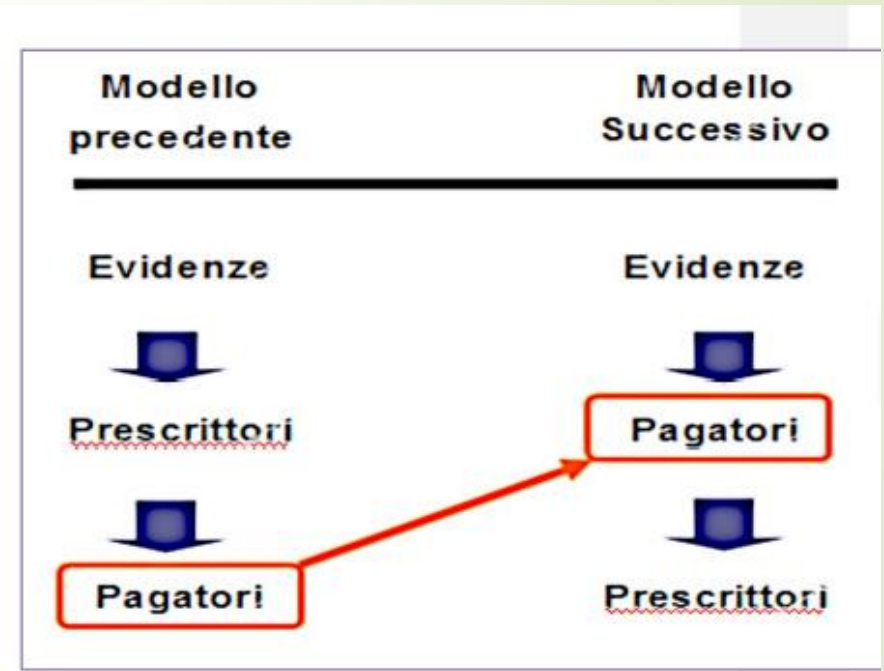 Modello
precedente
Modello
Successivo
Evidenze
Prescrittori
Pagatori
Evidenze
Pagatori
Prescrittori